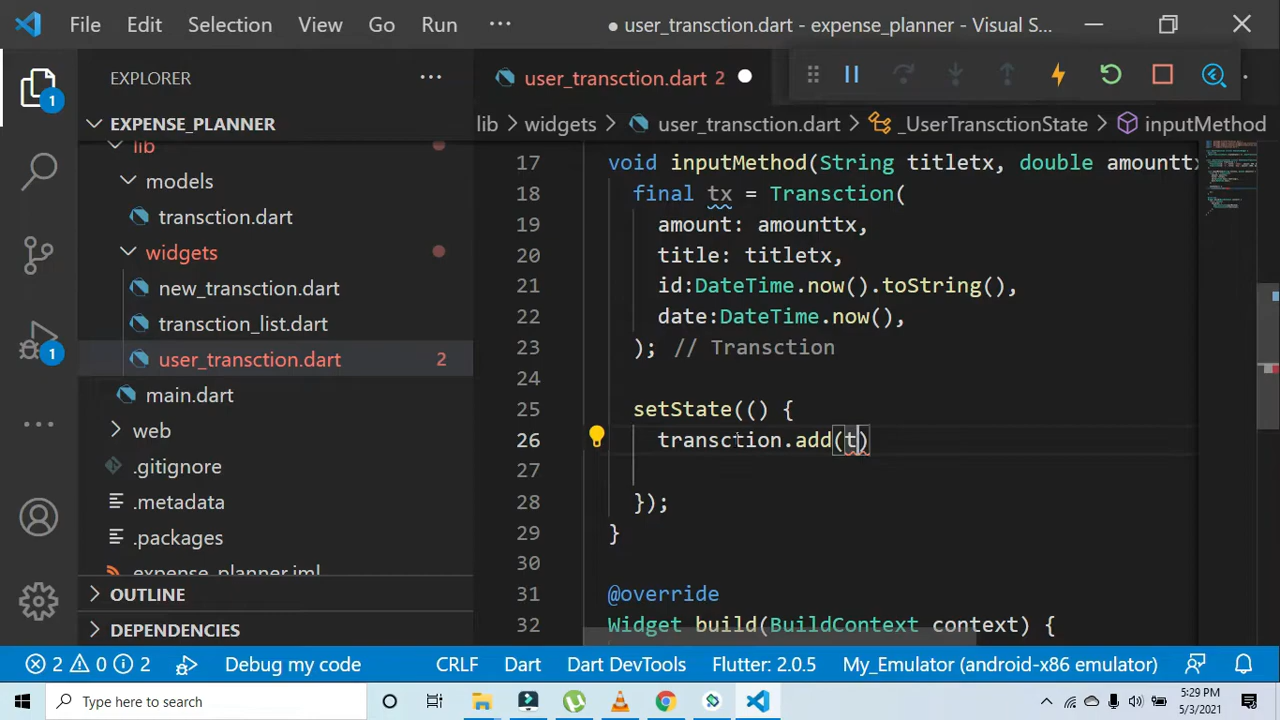 File Edit Selection View Go Run ··· ● user_transction.dart - expense_planner - Visual S...
EXPLORER ···
user_transction.dart 2
EXPENSE_PLANNER
lib > widgets > user_transction.dart > _UserTransctionState > inputMethod
lib
models
transction.dart
widgets
new_transction.dart
transction_list.dart
user_transction.dart 2
main.dart
web
.gitignore
.metadata
.packages
expense_planner.iml
OUTLINE
DEPENDENCIES
1
1
17 void inputMethod(String titlex, double amounttx
18 final tx = Transction(
19 amount: amounttx,
20 title: titletx,
21 id:DateTime.now().toString(),
22 date:DateTime.now(),
23 ); // Transction
24
25 setState(() {
26 transction.add(t)
27
28 });
29 }
30
31 @override
32 Widget build(BuildContext context) {
2 0 2 Debug my code CRLF Dart Dart DevTools Flutter: 2.0.5 My_Emulator (android-x86 emulator)
Type here to search
5:29 PM
5/3/2021